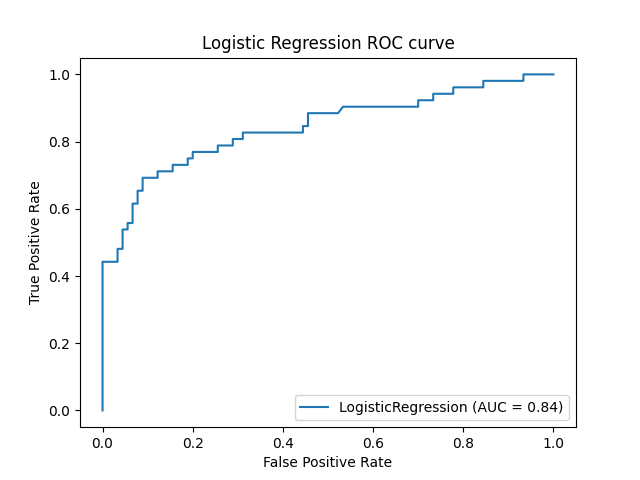 Logistic Regression ROC curve
1.0
0.8
0.6
0.4
0.2
0.0
True Positive Rate
LogisticRegression (AUC = 0.84)
0.0 0.2 0.4 0.6 0.8 1.0
False Positive Rate